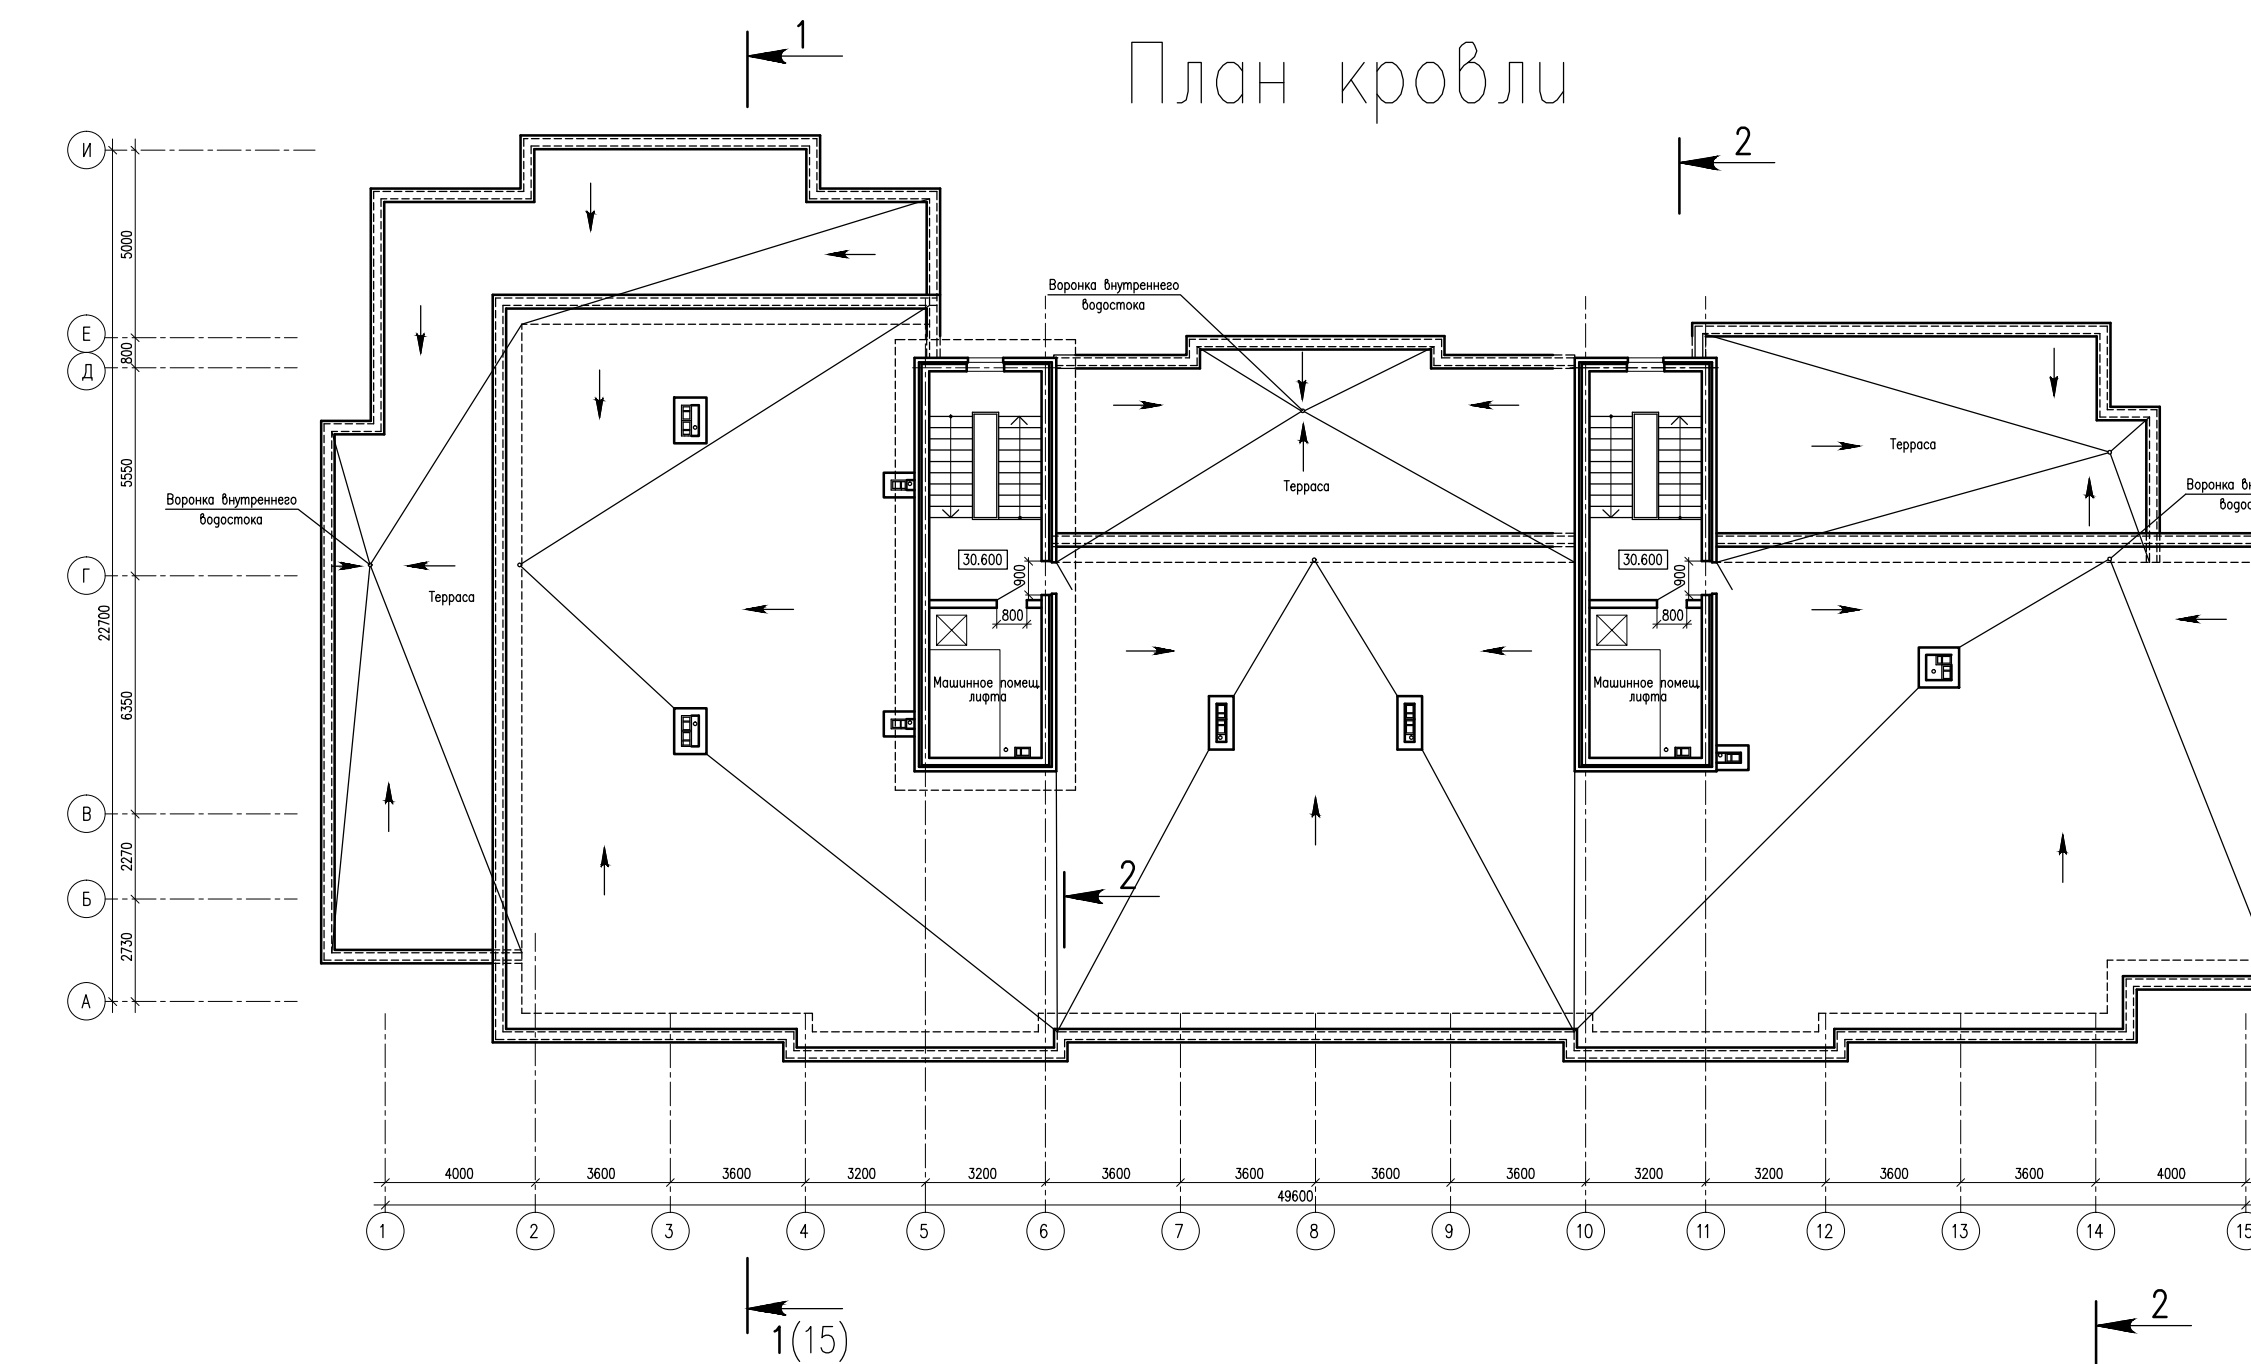 1
План кровли
2
И
5000
Воронка внутреннего
водостока
Е
800
Д
5550
Терраса
Терраса
Воронка внутреннего
водостока
Воронка
30.600
30.600
Г
900
900
Терраса
22700
800
800
6350
Машинное помещ.
лифта
Машинное помещ.
лифта
В
2270
2
Б
2730
А
4000 3600 3600 3200 3200 3600 3600 3600 3600 3200 3200 3600 3600 4000
49600
1 2 3 4 5 6 7 8 9 10 11 12 13 14 15
2
1(15)